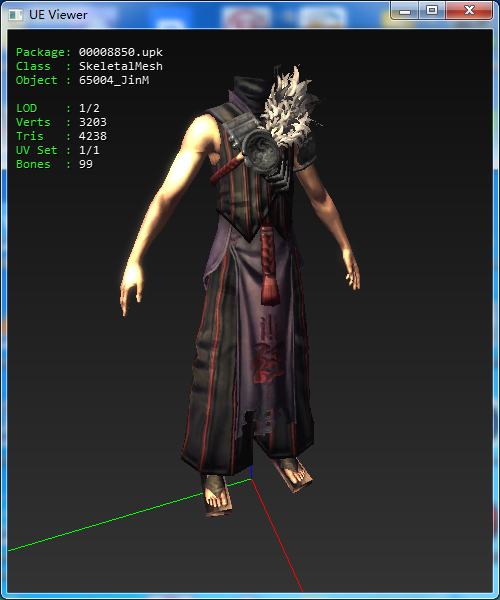 UE Viewer
Package: 00008850.upk
Class : SkeletalMesh
Object : 65004_JinM
LOD : 1/2
Verts : 3203
Tris : 4238
UV Set : 1/1
Bones : 99